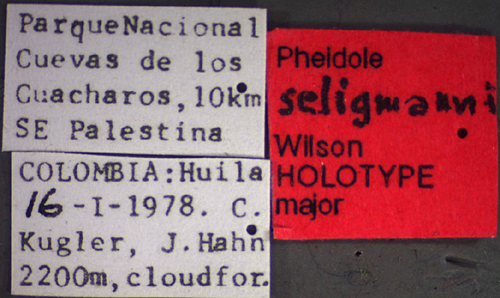 ParqueNacional
Cuevas de los
Guacharos, 10km
SE Palestina
COLOMBIA:Huila
16-I-1978. C.
Kugler, J.Hahn
2200m, cloudfor.
Pheidole
seligmanni
Wilson
HOLOTYPE
major